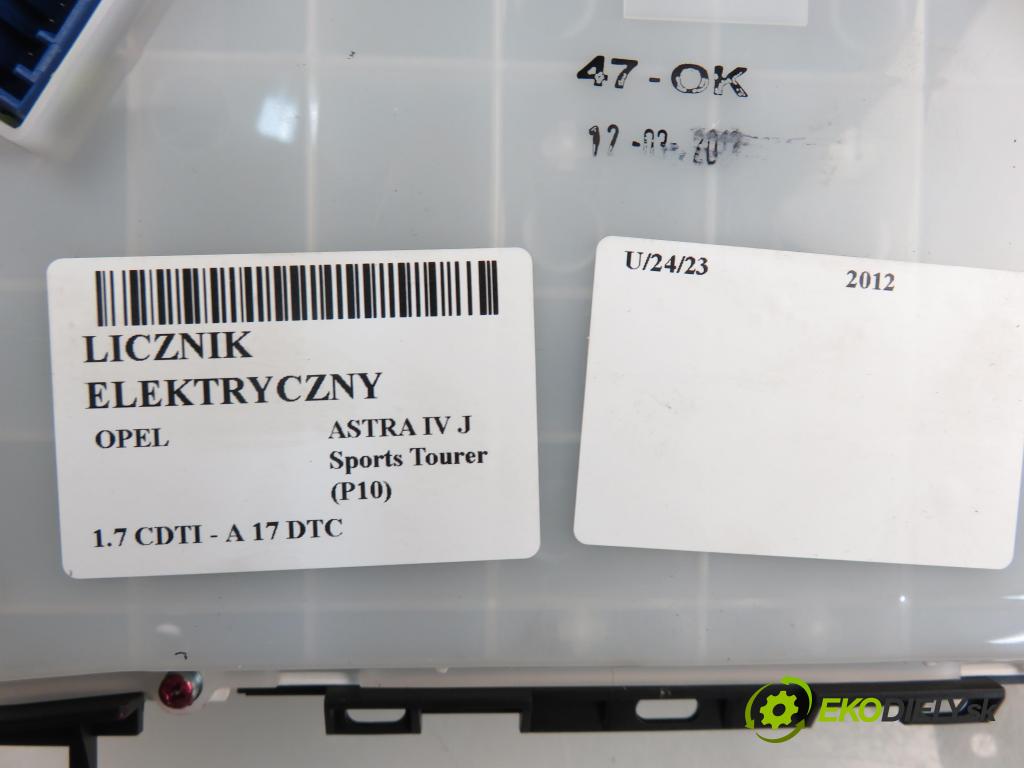 47-OK
LICZNIK
ELEKTRYCZNY
OPEL
ASTRA IV J
Sports Tourer
(P10)
1.7 CDTI - A 17 DTC
U/24/23 2012
EKODIELY.sk